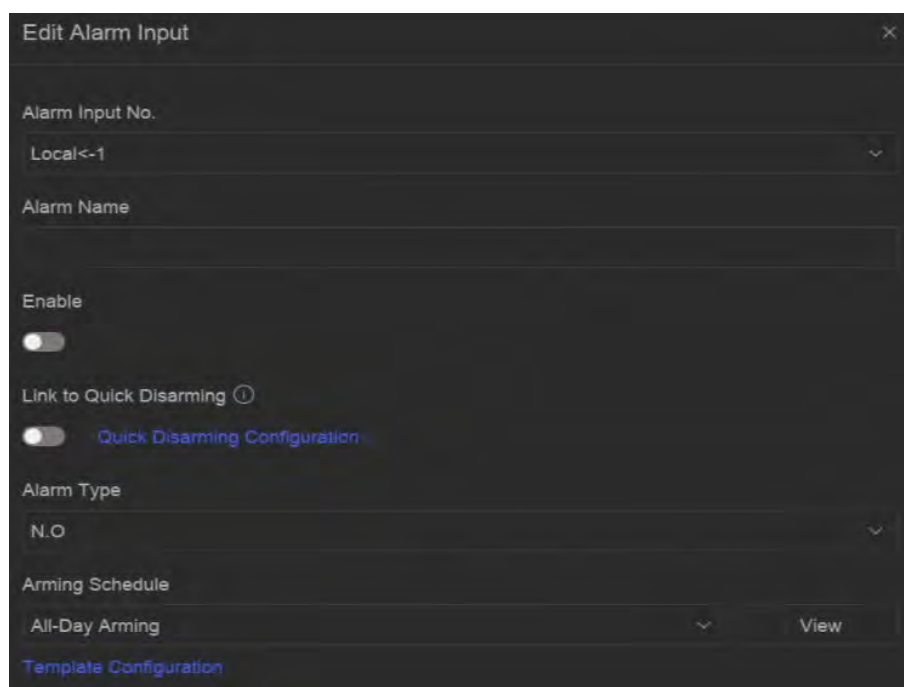 Edit Alarm Input
Alarm Input No.
Local<-1
Alarm Name
Enable
Link to Quick Disarming
Quick Disarming Configuration
Alarm Type
N.O
Arming Schedule
All-Day Arming View
Template Configuration